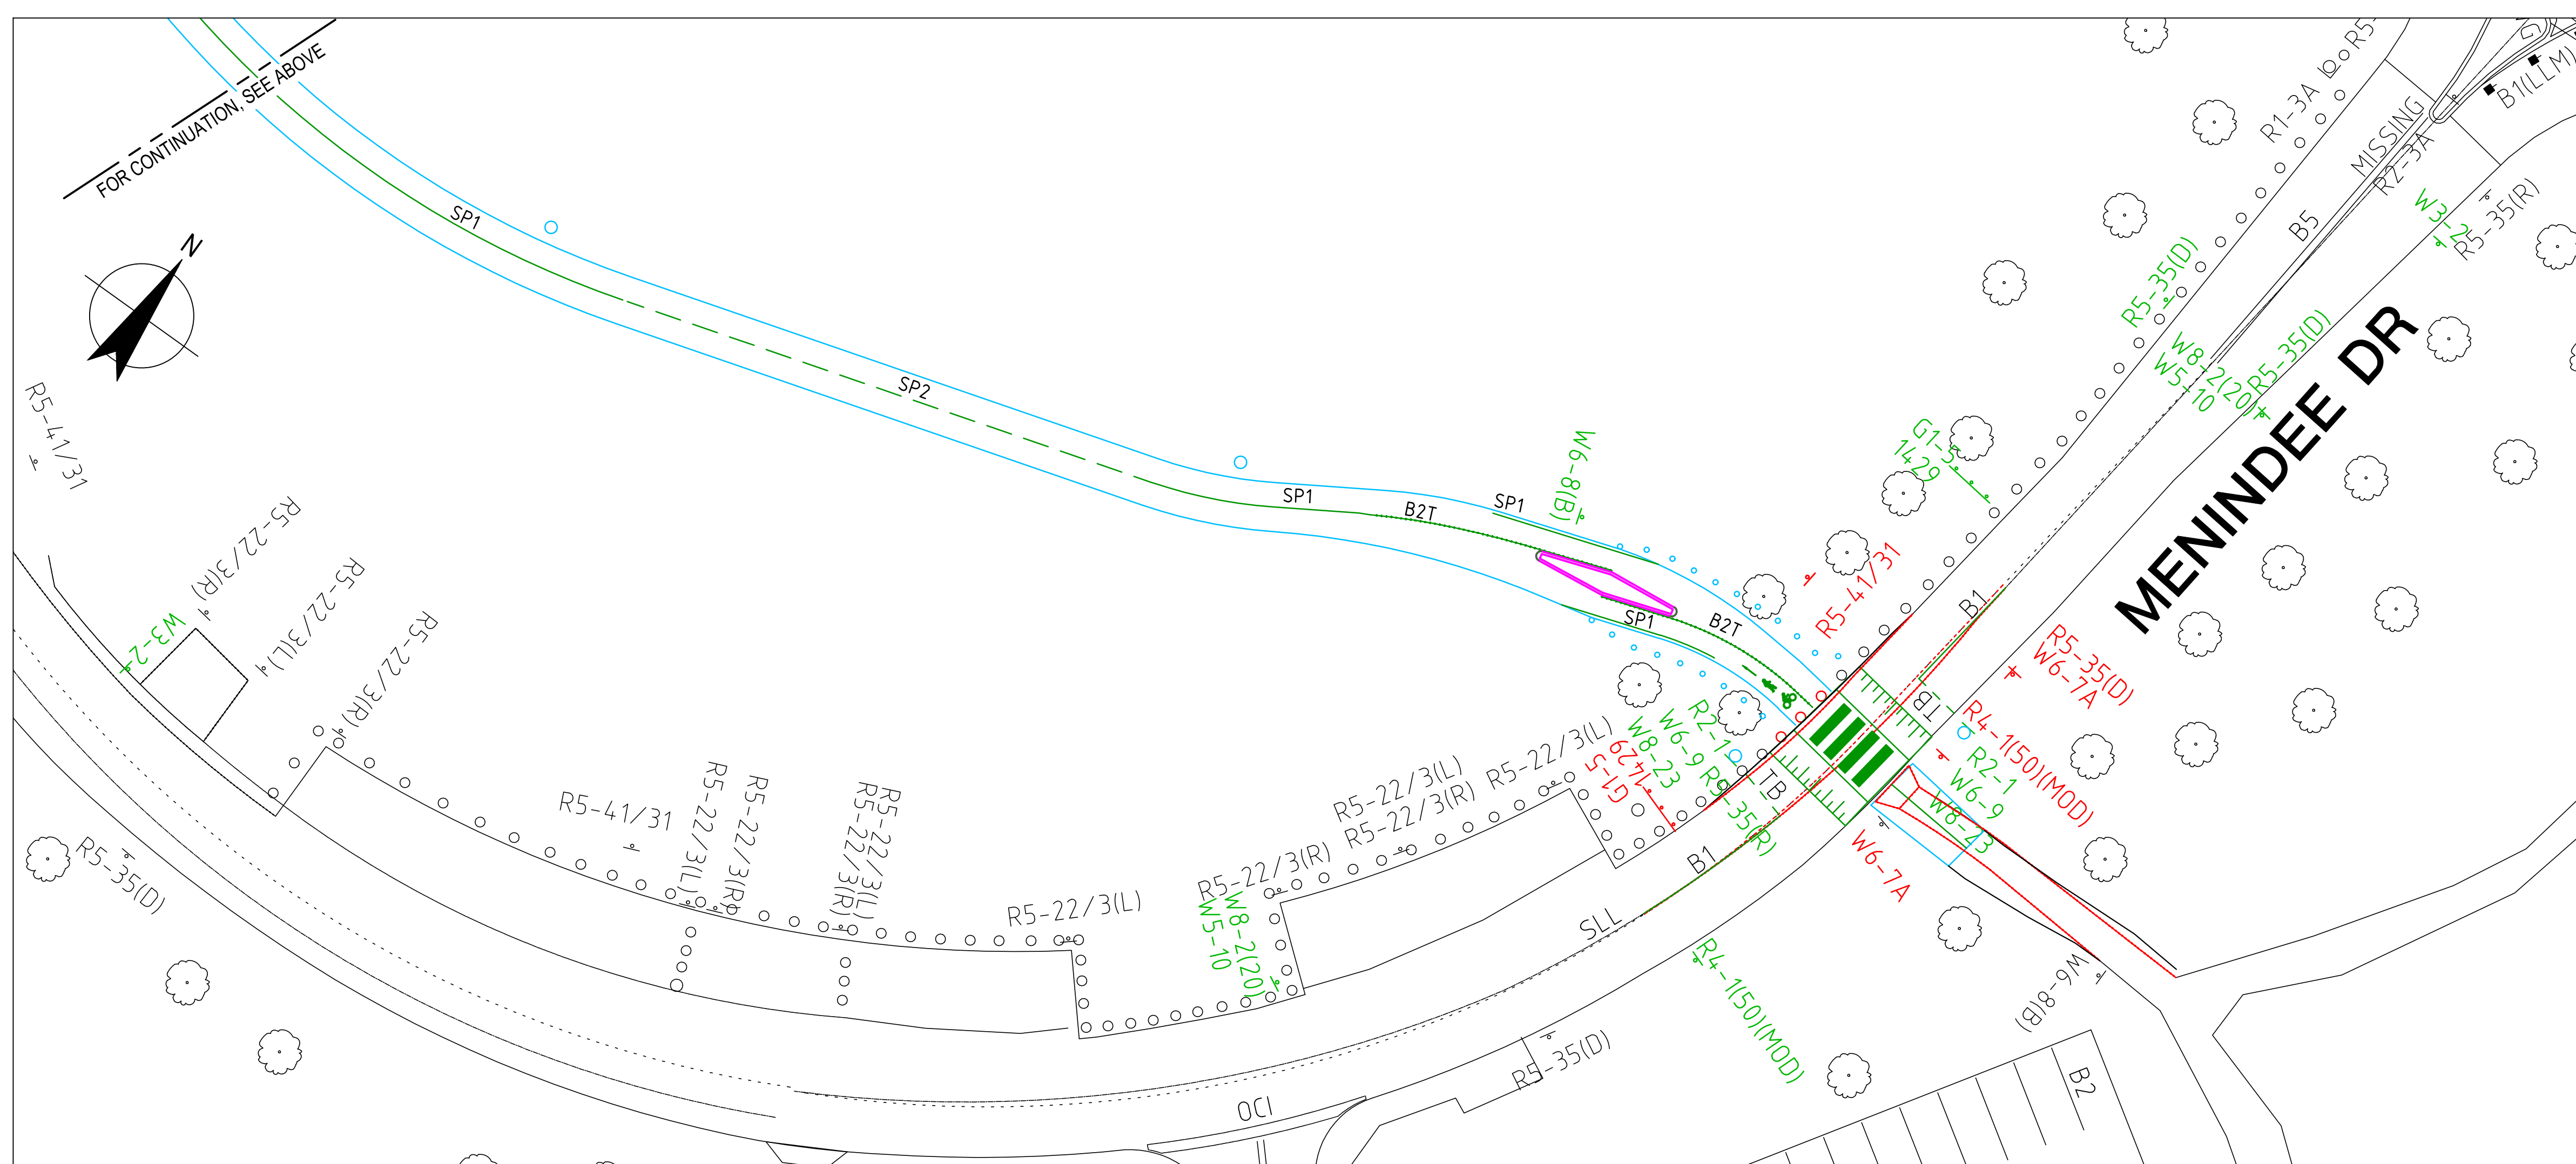 FOR CONTINUATION, SEE ABOVE
N
SP1
SP2
SP1
B2T
SP1
W6-8(B)
SP1
B2T
R5-41/31
R5-22/3(R)
R5-22/3(L)
R5-22/3(R)
W3-2
R5-35(D)
R5-41/31
R5-22/3(L)
R5-22/3(R)
R5-22/3(L)
R5-22/3(R)
R5-22/3(L)
R5-22/3(R)
W8-2(20)
W5-10
R5-22/3(L)
R5-22/3(R)
R5-22/3(L)
G1-5
1429
W8-23
W6-9
R2-1
R5-35(R)
TB
B1
SLL
OCI
R5-35(D)
R4-1(50)(MOD)
R5-41/31
G1-5
1429
R5-35(D)
R1-3A
R5-
MISSING
R2-3A
B5
B1(LLM)
W3-2
R5-35(R)
W8-2(20)
W5-10
R5-35(D)
MENINDEE DR
B1
TB
R5-35(D)
W6-7A
R4-1(50)(MOD)
R2-1
W6-9
W8-23
W6-7A
W6-8(B)
B2